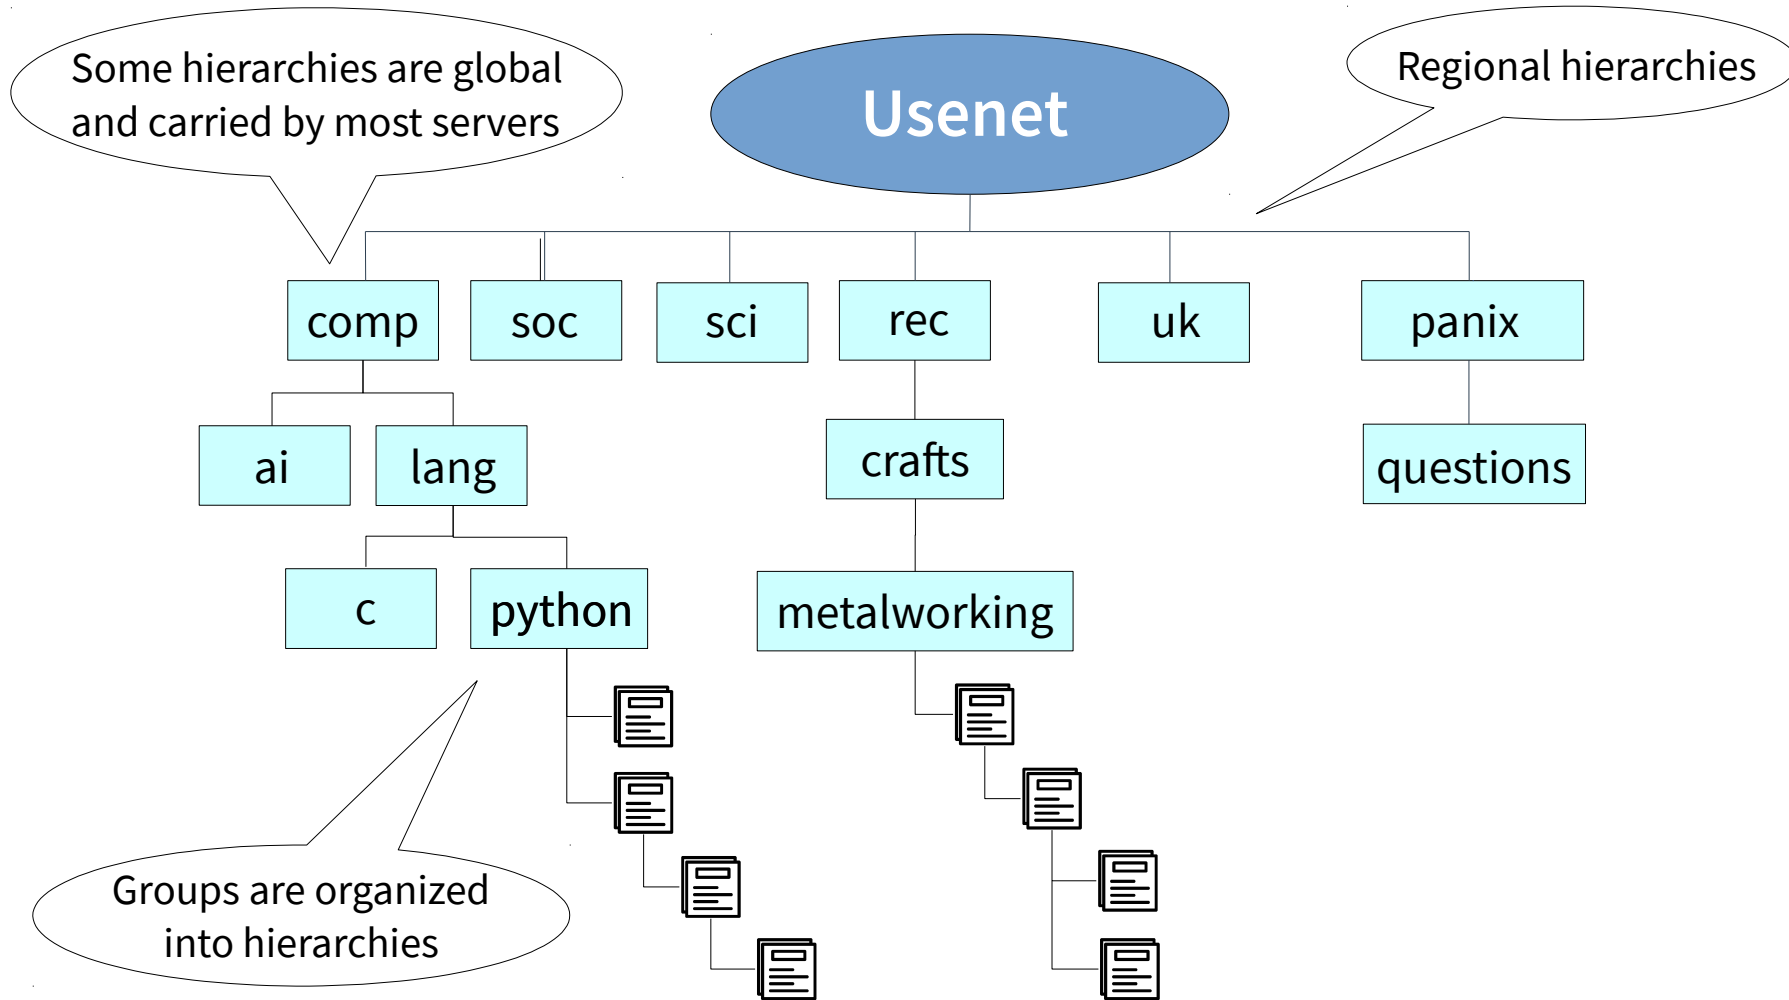 Some hierarchies are global
and carried by most servers
Usenet
Regional hierarchies
comp
soc
sci
rec
uk
panix
ai
lang
crafts
questions
c
python
metalworking
Groups are organized
into hierarchies